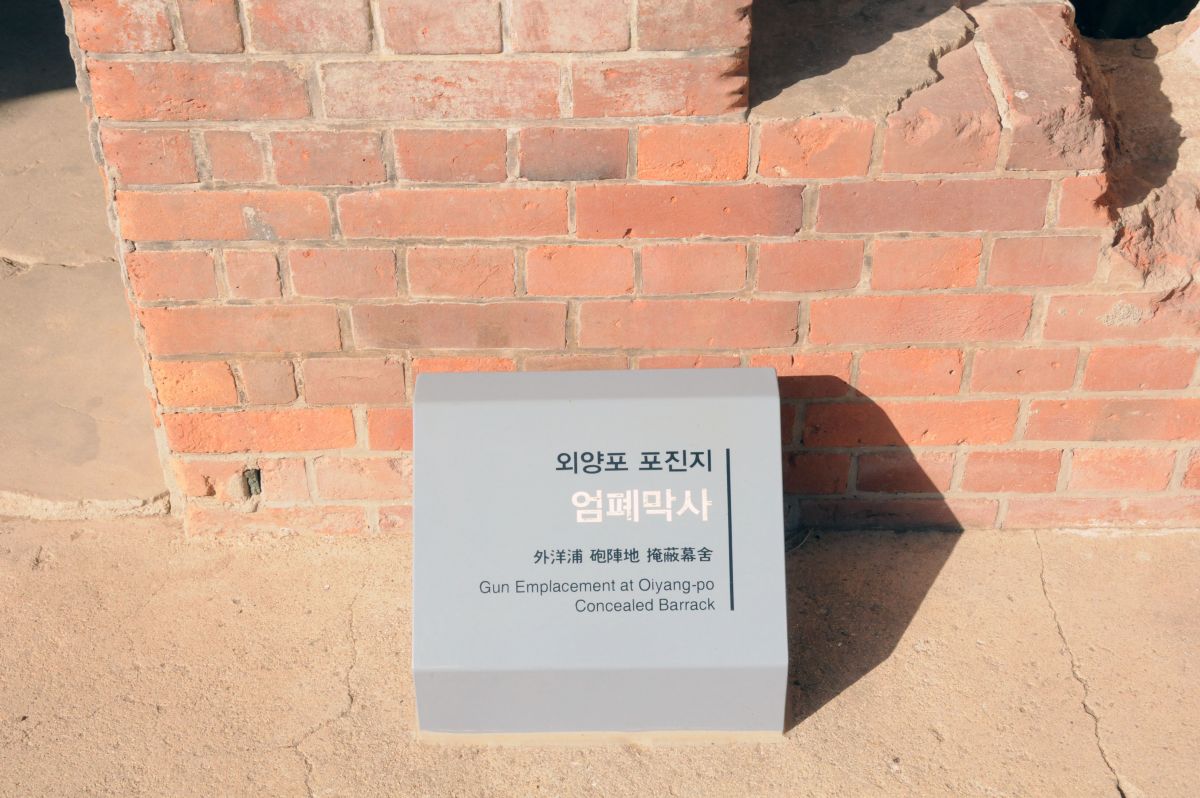 외양포 포진지
엄폐막사
外洋浦 砲陣地 掩蔽幕舍
Gun Emplacement at Oiyang-po
Concealed Barrack